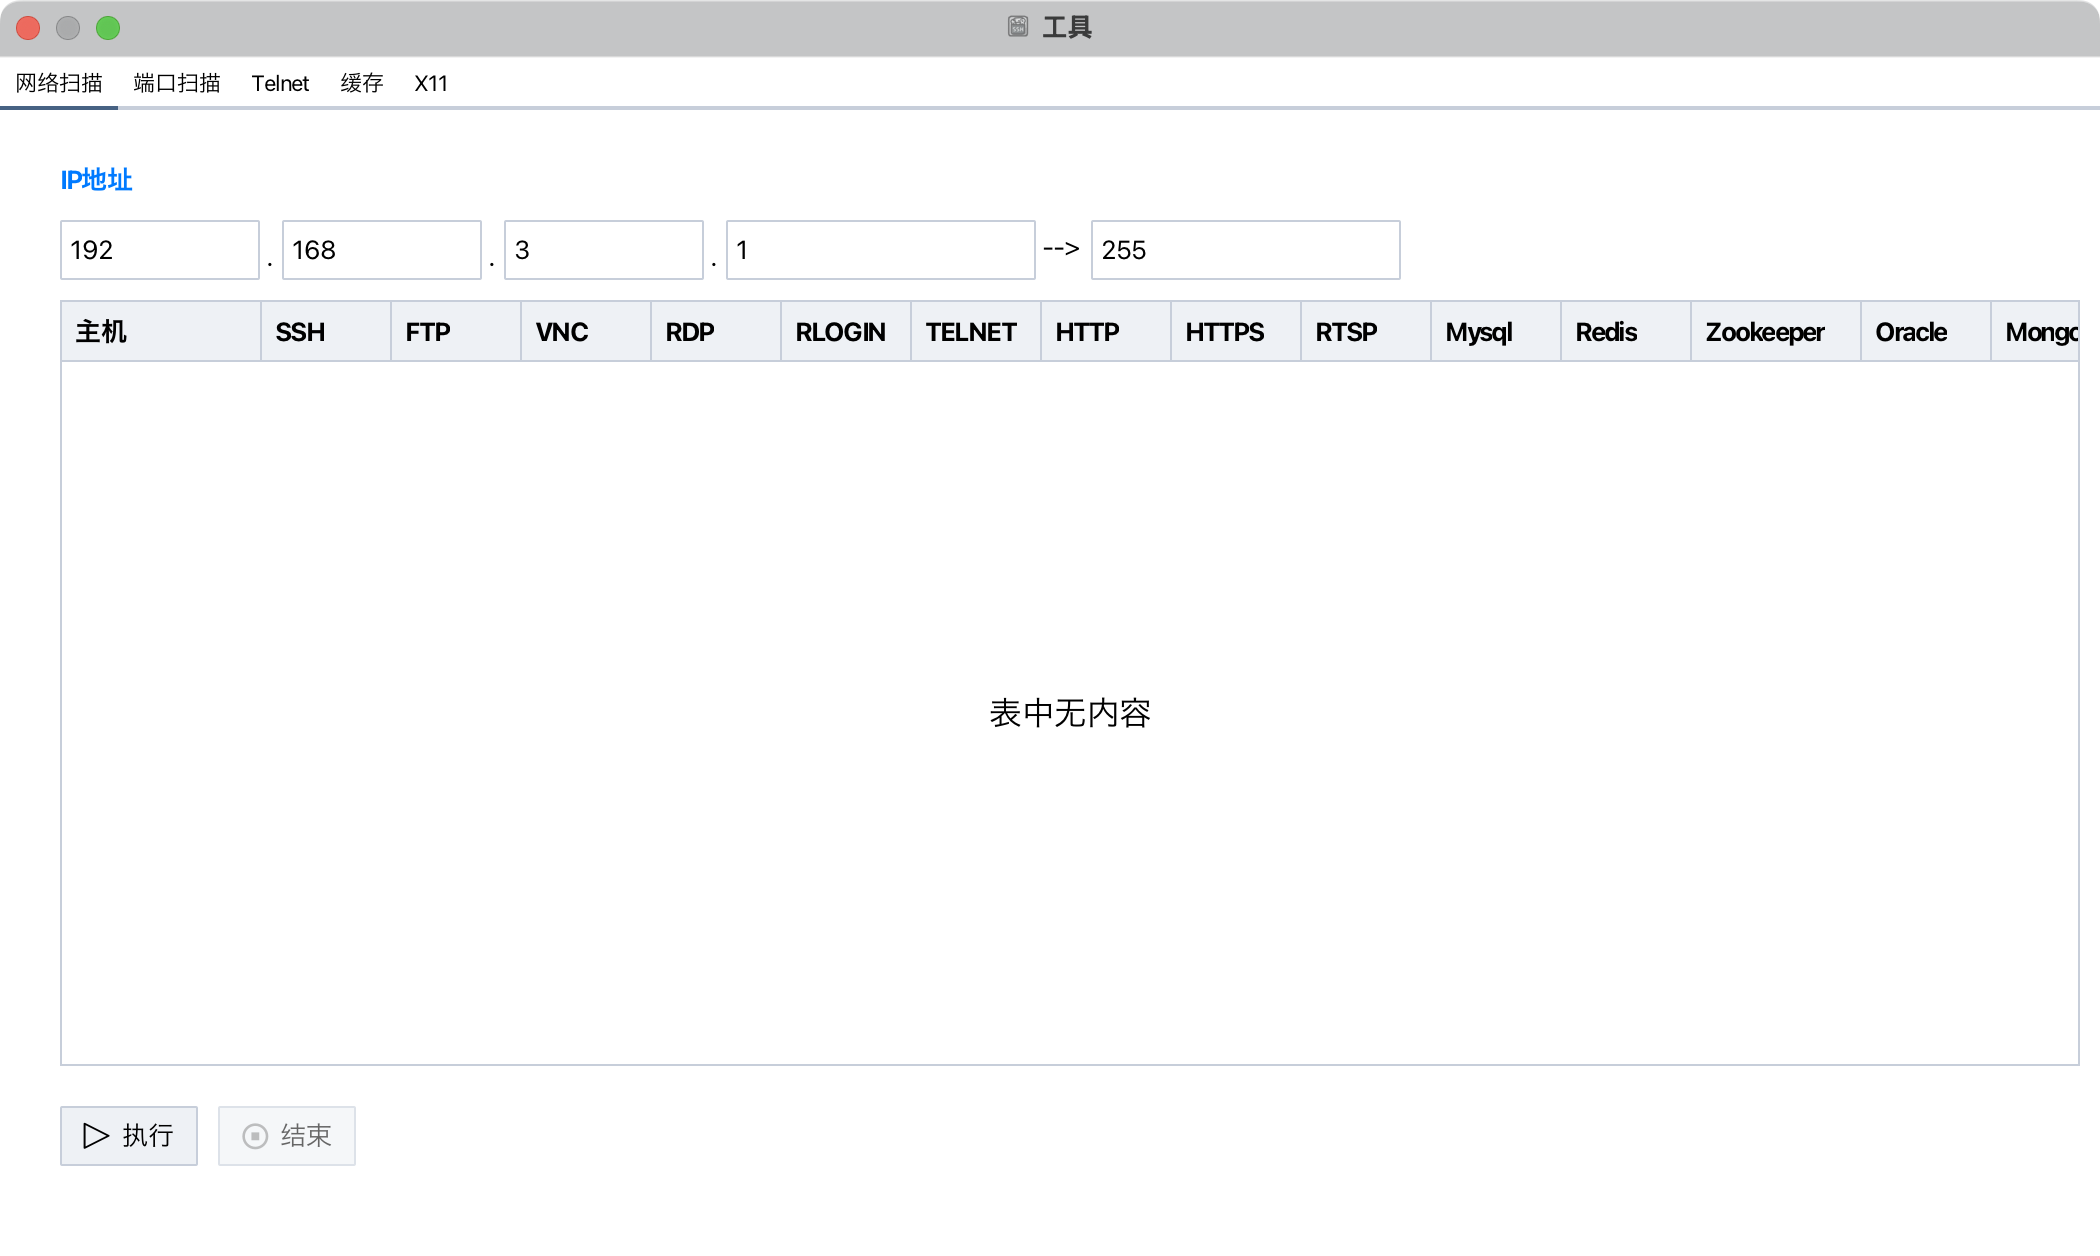 工具
网络扫描 端口扫描 Telnet 缓存 X11
IP地址
192 . 168 . 3 . 1 --> 255
主机 SSH FTP VNC RDP RLOGIN TELNET HTTP HTTPS RTSP Mysql Redis Zookeeper Oracle
表中无内容
执行 结束